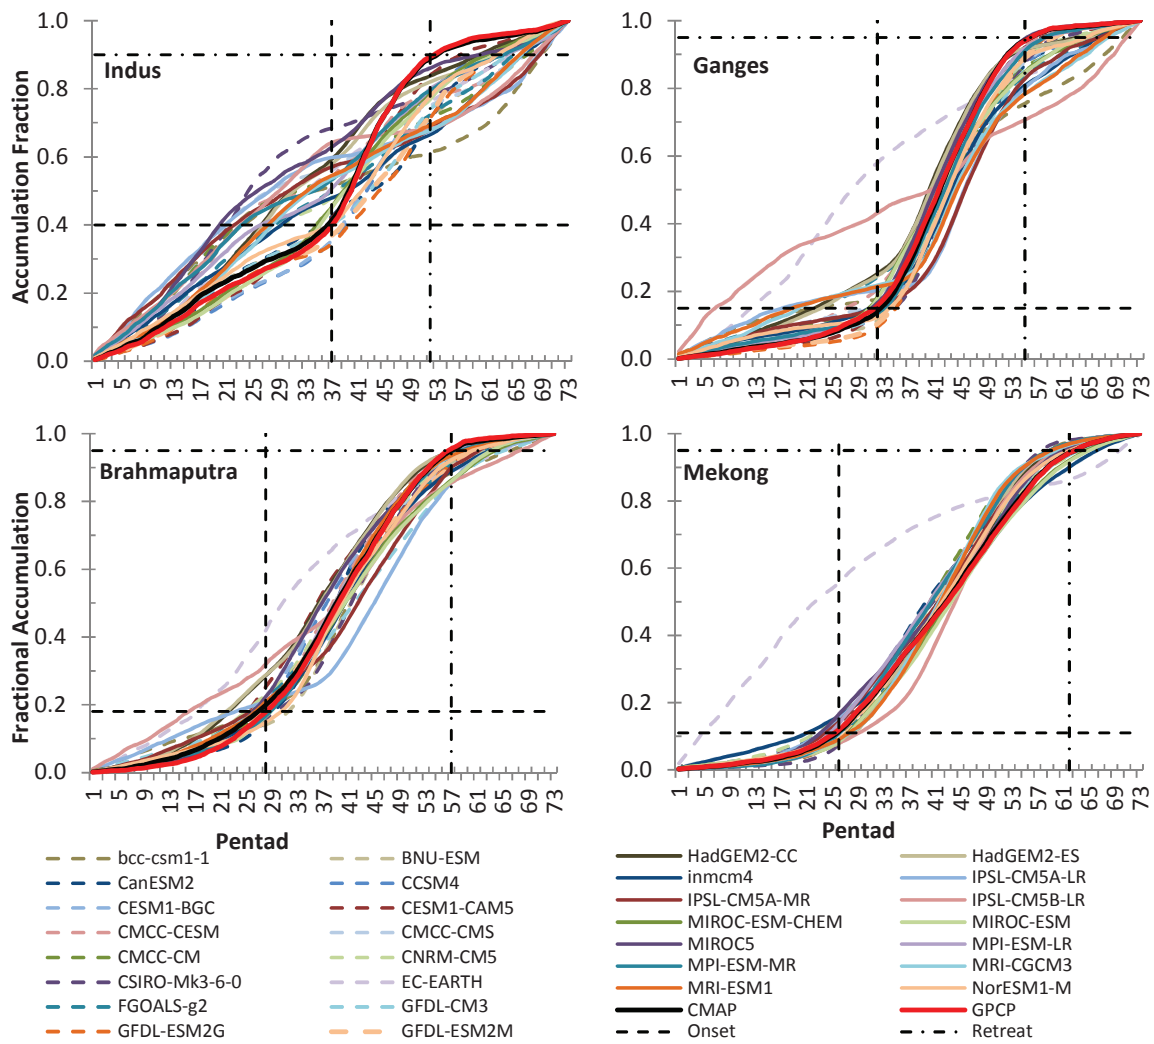 Indus
Accumulation Fraction
1.0
0.8
0.6
0.4
0.2
0.0
1 5 9 13 17 21 25 29 33 37 41 45 49 53 57 61 65 69 73
Ganges
1.0
0.8
0.6
0.4
0.2
0.0
1 5 9 13 17 21 25 29 33 37 41 45 49 53 57 61 65 69 73
Brahmaputra
Fractional Accumulation
1.0
0.8
0.6
0.4
0.2
0.0
1 5 9 13 17 21 25 29 33 37 41 45 49 53 57 61 65 69 73
Pentad
Mekong
1.0
0.8
0.6
0.4
0.2
0.0
1 5 9 13 17 21 25 29 33 37 41 45 49 53 57 61 65 69 73
Pentad
bcc-csm1-1
BNU-ESM
CanESM2
CCSM4
CESM1-BGC
CESM1-CAM5
CMCC-CESM
CMCC-CMS
CMCC-CM
CNRM-CM5
CSIRO-Mk3-6-0
EC-EARTH
FGOALS-g2
GFDL-CM3
GFDL-ESM2G
GFDL-ESM2M
HadGEM2-CC
HadGEM2-ES
inmcm4
IPSL-CM5A-LR
IPSL-CM5A-MR
IPSL-CM5B-LR
MIROC-ESM-CHEM
MIROC-ESM
MIROC5
MPI-ESM-LR
MPI-ESM-MR
MRI-CGCM3
MRI-ESM1
NorESM1-M
CMAP
GPCP
Onset
Retreat